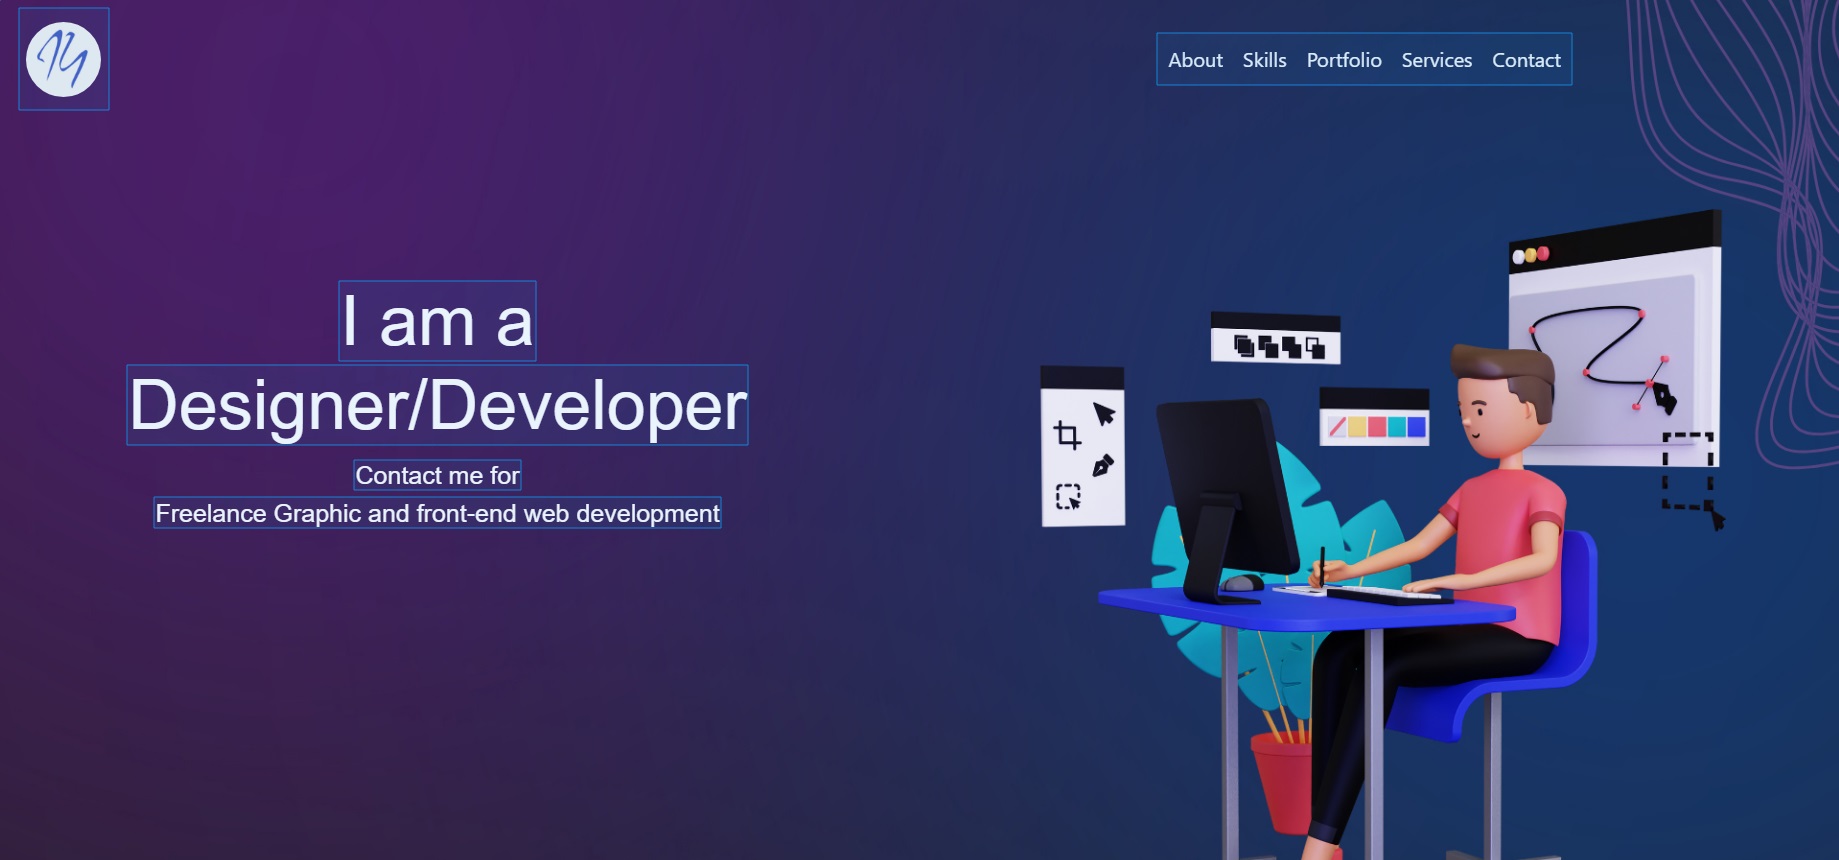 About Skills Portfolio Services Contact
I am a
Designer/Developer
Contact me for
Freelance Graphic and front-end web development